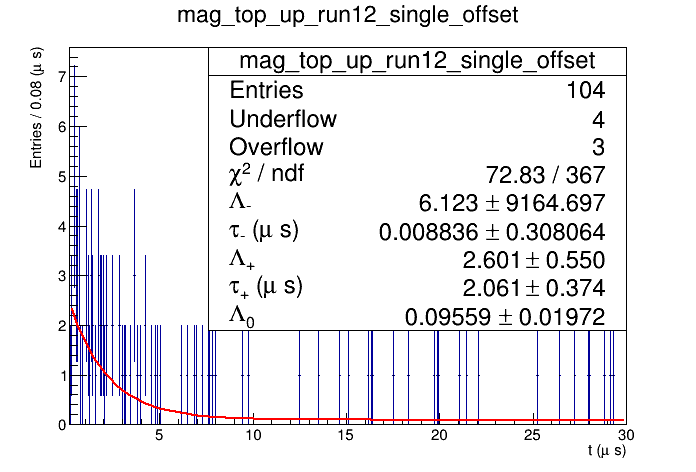 mag_top_up_run12_single_offset
Entries / 0.08 (μ s)
mag_top_up_run12_single_offset
Entries 104
Underflow 4
Overflow 3
χ² / ndf 72.83 / 367
Λ₋ 6.123 ± 9164.697
τ₋ (μ s) 0.008836 ± 0.308064
Λ₊ 2.601 ± 0.550
τ₊ (μ s) 2.061 ± 0.374
Λ₀ 0.09559 ± 0.01972
7
6
5
4
3
2
1
0
5 10 15 20 25 30
t (μ s)